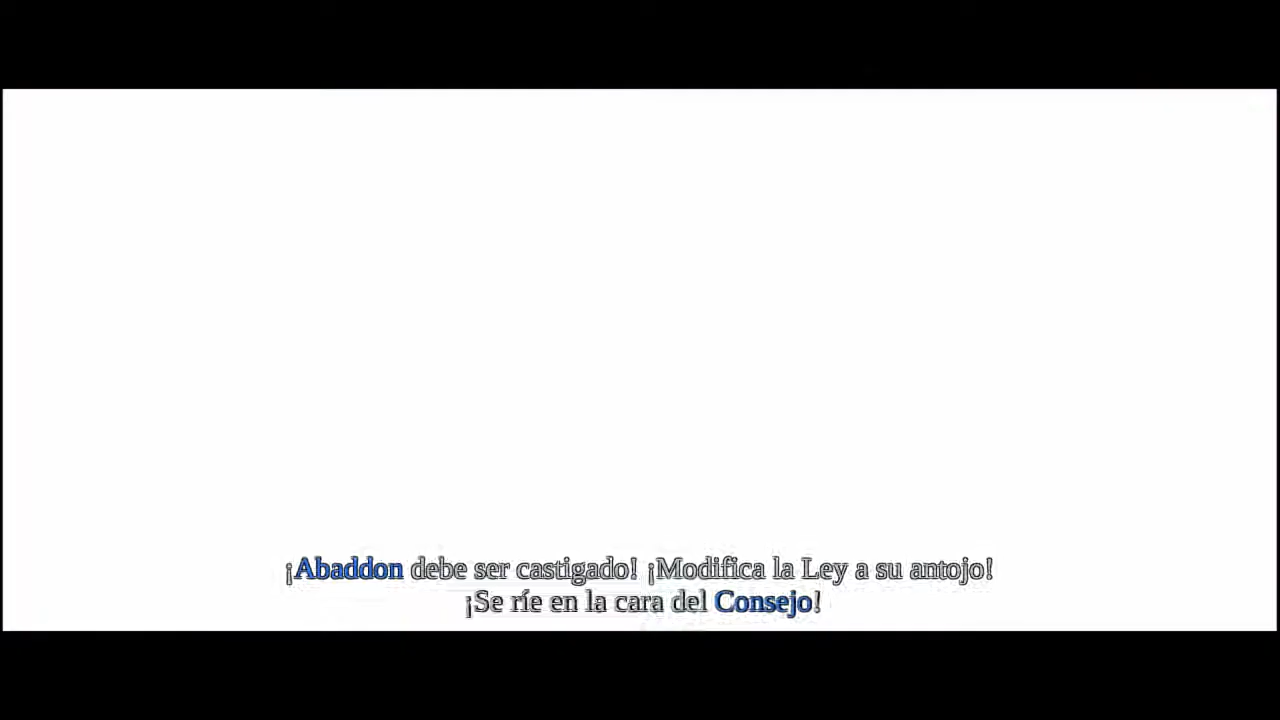 ¡Abaddon debe ser castigado! ¡Modifica la Ley a su antojo!
¡Se ríe en la cara del Consejo!